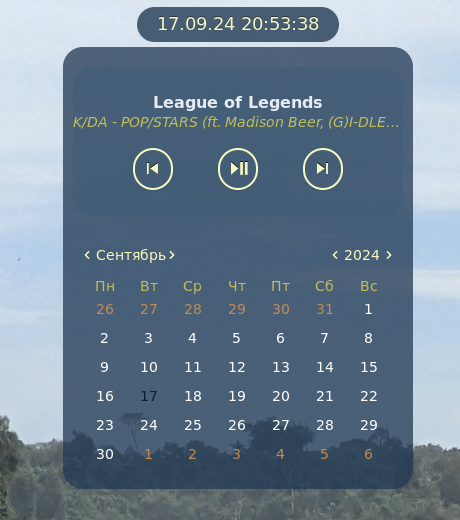 17.09.24 20:53:38
League of Legends
K/DA - POP/STARS (ft. Madison Beer, (G)I-DLE…
‹ Сентябрь › ‹ 2024 ›
Пн Вт Ср Чт Пт Сб Вс
26 27 28 29 30 31 1
2 3 4 5 6 7 8
9 10 11 12 13 14 15
16 17 18 19 20 21 22
23 24 25 26 27 28 29
30 1 2 3 4 5 6